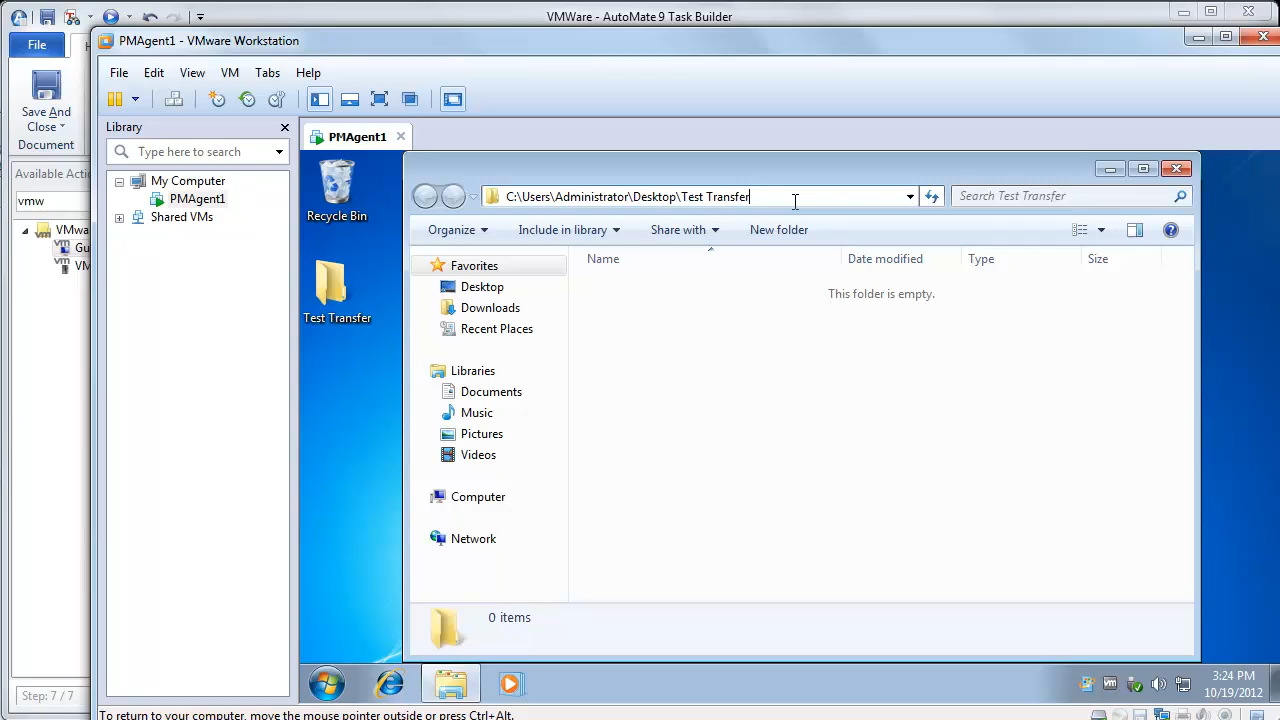 VMWare - AutoMate 9 Task Builder
File
PMAgent1 - VMware Workstation
File Edit View VM Tabs Help
Save And
Close
Document
Library
PMAgent1
Available Action
Type here to search
vmw
My Computer
PMAgent1
Shared VMs
VMwa
Gu
VM
Recycle Bin
Test Transfer
C:\Users\Administrator\Desktop\Test Transfer
Search Test Transfer
Organize Include in library Share with New folder
Favorites
Desktop
Downloads
Recent Places
Libraries
Documents
Music
Pictures
Videos
Computer
Network
Name Date modified Type Size
This folder is empty.
0 items
Step: 7 / 7
vm
3:24 PM
10/19/2012
To return to your computer, move the mouse pointer outside or press Ctrl+Alt.